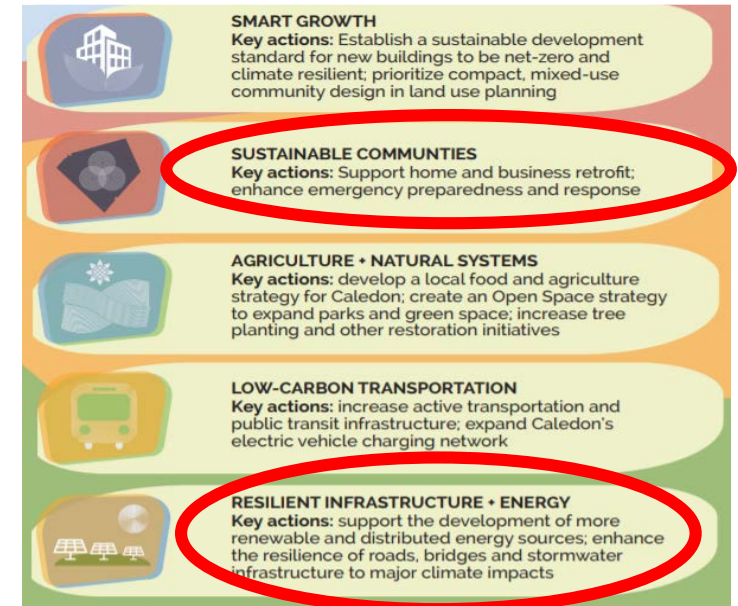 SMART GROWTH
Key actions: Establish a sustainable development
standard for new buildings to be net-zero and
climate resilient; prioritize compact, mixed-use
community design in land use planning
SUSTAINABLE COMMUNTIES
Key actions: Support home and business retrofit;
enhance emergency preparedness and response
AGRICULTURE + NATURAL SYSTEMS
Key actions: develop a local food and agriculture
strategy for Caledon; create an Open Space strategy
to expand parks and green space; increase tree
planting and other restoration initiatives
LOW-CARBON TRANSPORTATION
Key actions: increase active transportation and
public transit infrastructure; expand Caledon's
electric vehicle charging network
RESILIENT INFRASTRUCTURE + ENERGY
Key actions: support the development of more
renewable and distributed energy sources; enhance
the resilience of roads, bridges and stormwater
infrastructure to major climate impacts